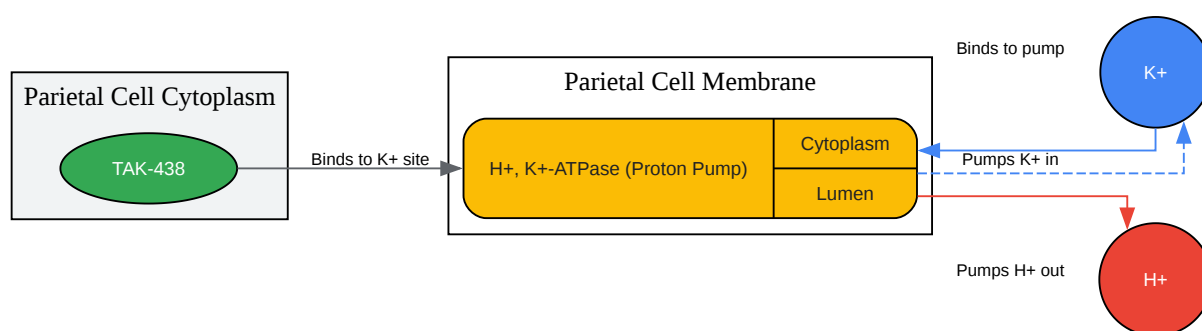 Parietal Cell Cytoplasm
TAK-438
Binds to K+ site
Parietal Cell Membrane
H+, K+-ATPase (Proton Pump)
Cytoplasm
Lumen
Binds to pump
K+
Pumps K+ in
Pumps H+ out
H+